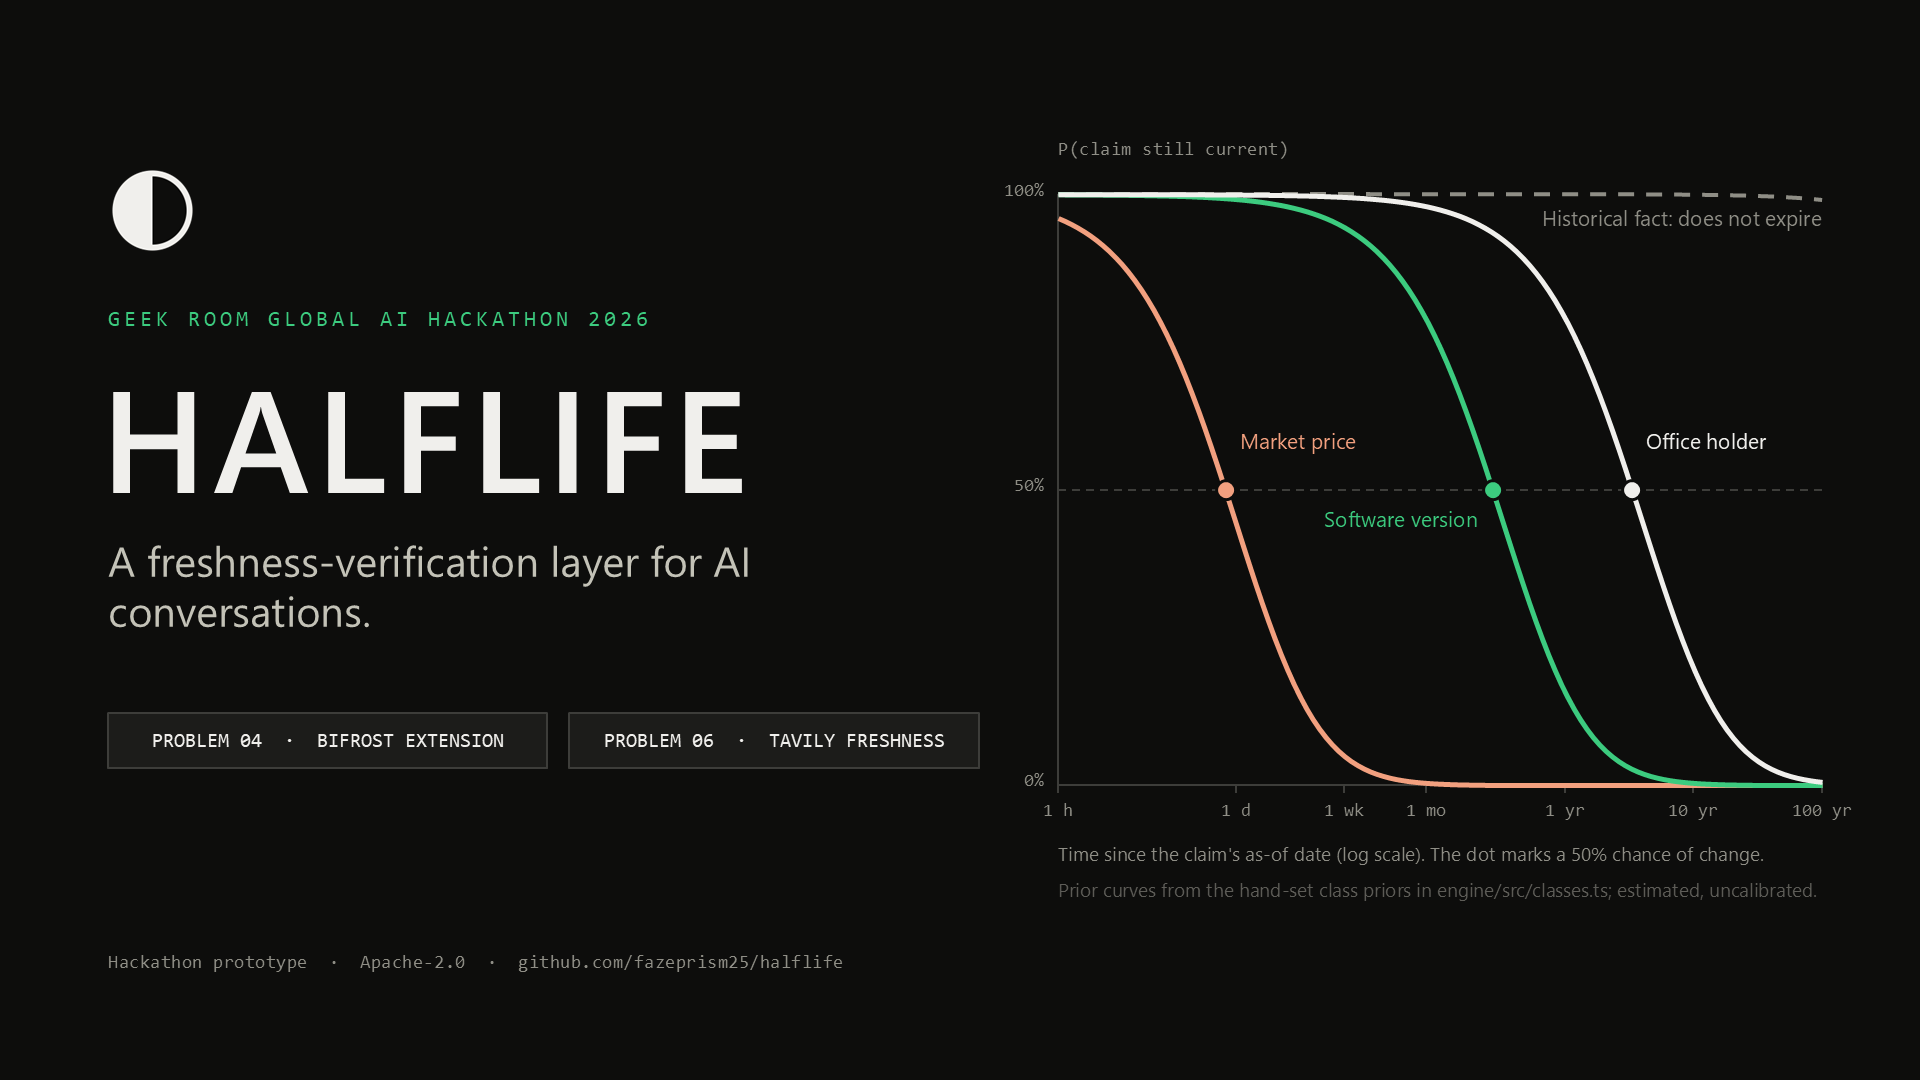 GEEK ROOM GLOBAL AI HACKATHON 2026
HALFLIFE
A freshness-verification layer for AI
conversations.
PROBLEM 04 · BIFROST EXTENSION
PROBLEM 06 · TAVILY FRESHNESS
Hackathon prototype · Apache-2.0 · github.com/fazeprism25/halflife
P(claim still current)
100%
Historical fact: does not expire
Market price
Office holder
50%
Software version
0%
1 h 1 d 1 wk 1 mo 1 yr 10 yr 100 yr
Time since the claim's as-of date (log scale). The dot marks a 50% chance of change.
Prior curves from the hand-set class priors in engine/src/classes.ts; estimated, uncalibrated.